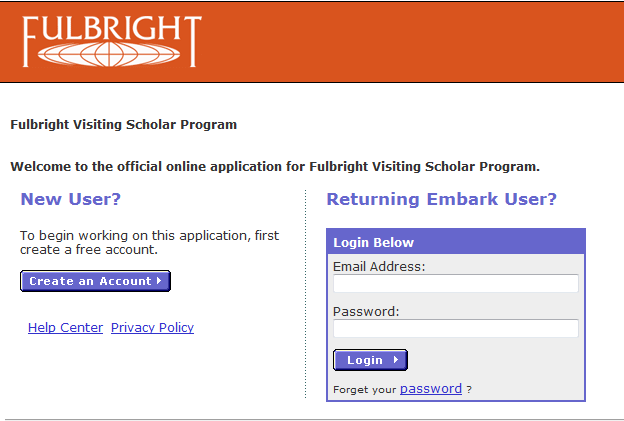 FULBRIGHT
Fulbright Visiting Scholar Program
Welcome to the official online application for Fulbright Visiting Scholar Program.
New User?
To begin working on this application, first
create a free account.
Create an Account
Help Center Privacy Policy
Returning Embark User?
Login Below
Email Address:
Password:
Login
Forget your password ?